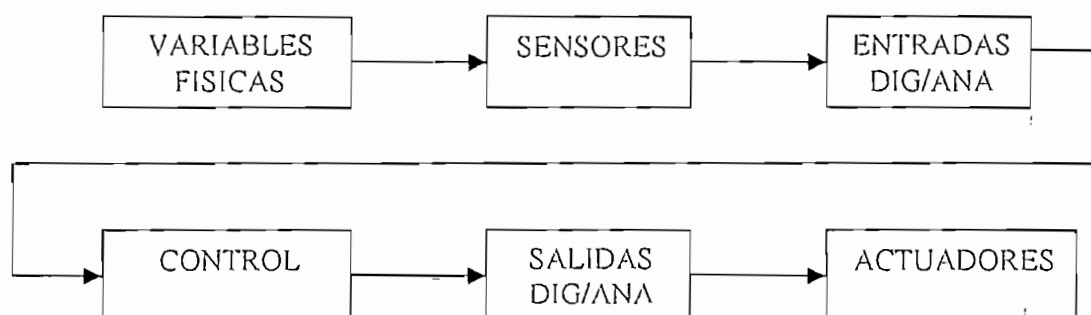 VARIABLES
FISICAS
SENSORES
ENTRADAS
DIG/ANA
CONTROL
SALIDAS
DIG/ANA
ACTUADORES